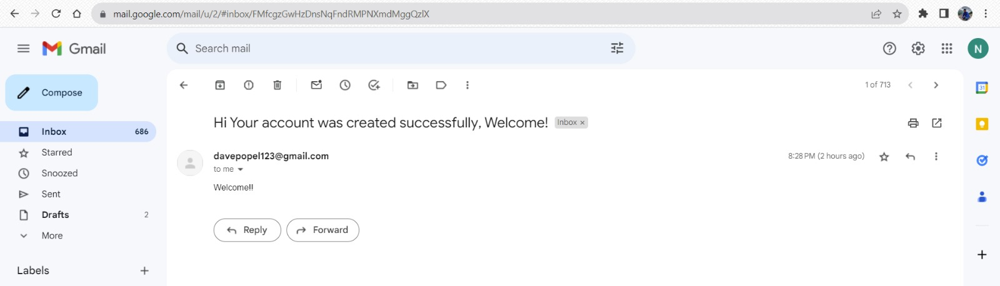 mail.google.com/mail/u/2/#inbox/FMfcgzGwHzDnsNqFndRMPNXmdMggQzlX
Gmail
Search mail
N
Compose
1 of 713
31
Hi Your account was created successfully, Welcome! Inbox ×
Inbox 686
Starred
davepopel123@gmail.com 8:28 PM (2 hours ago)
to me
Snoozed
Welcome!!
Sent
Drafts 2
Reply Forward
More
Labels +